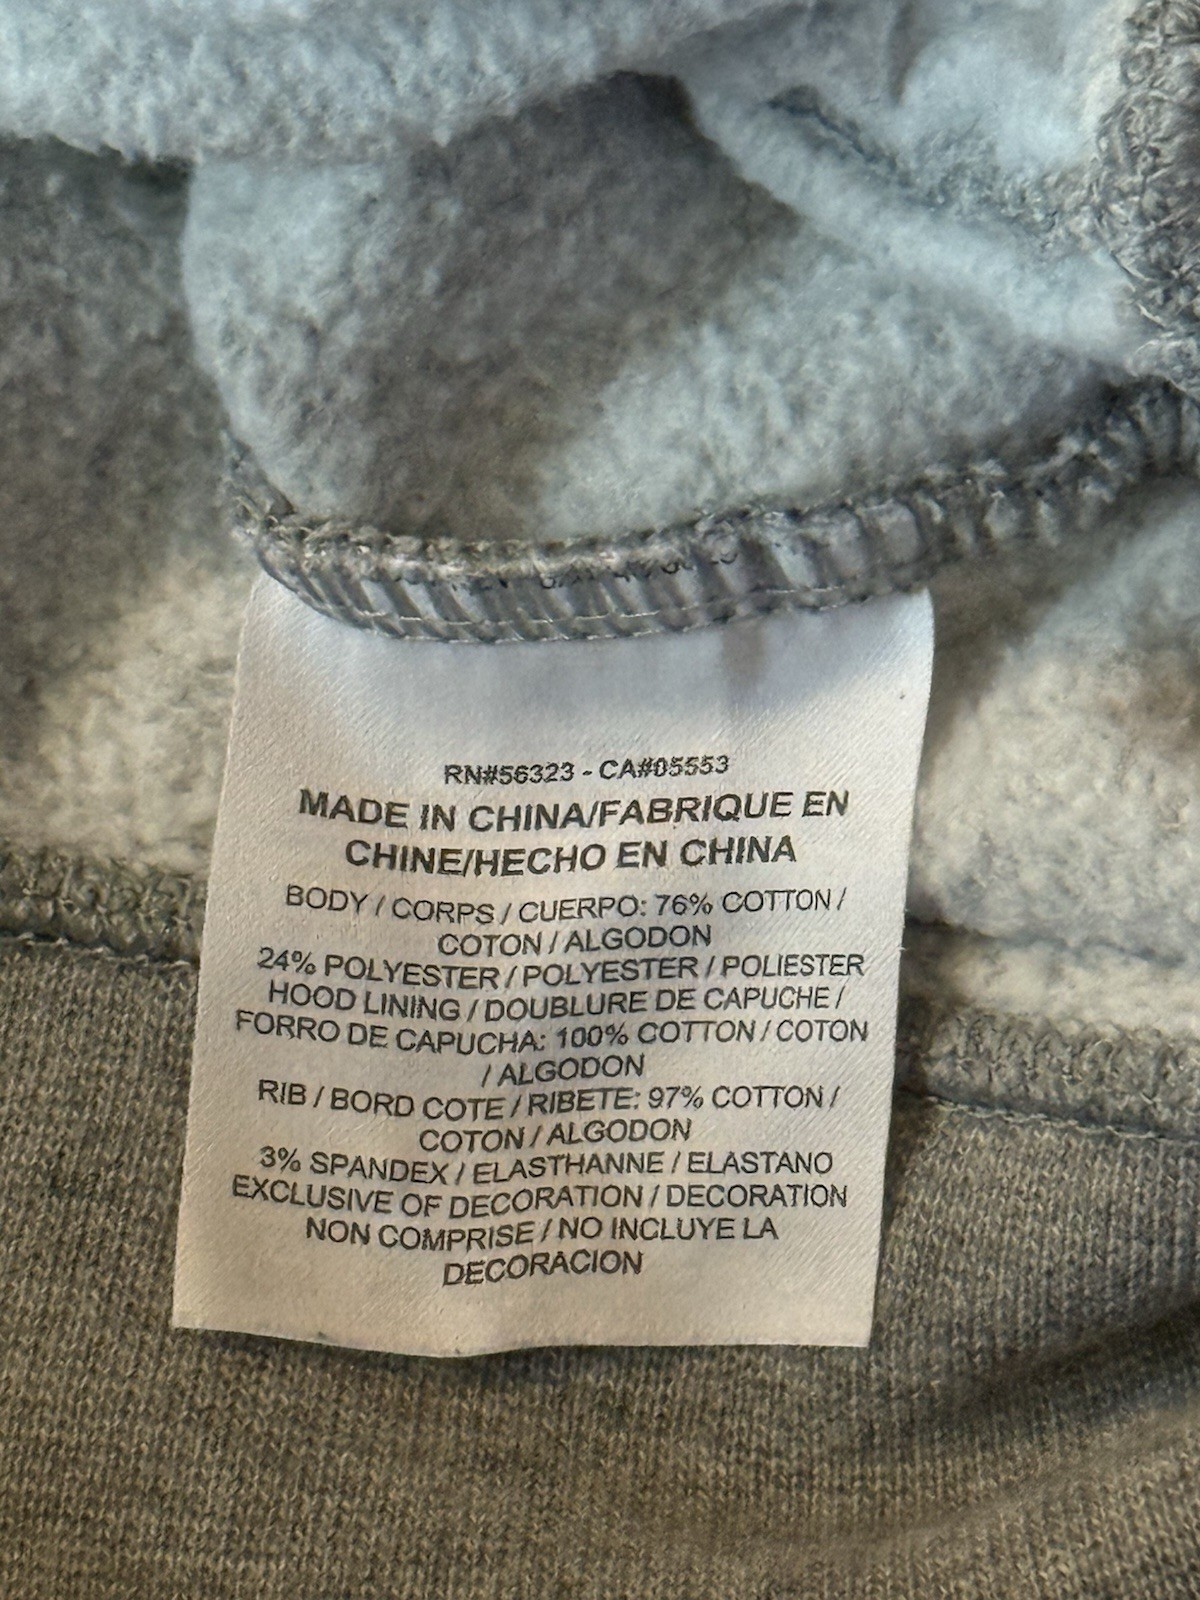 RN#56323 - CA#05553
MADE IN CHINA/FABRIQUE EN
CHINE/HECHO EN CHINA
BODY / CORPS / CUERPO: 76% COTTON /
COTON / ALGODON
24% POLYESTER / POLYESTER / POLIESTER
HOOD LINING / DOUBLURE DE CAPUCHE /
FORRO DE CAPUCHA: 100% COTTON / COTON
/ ALGODON
RIB / BORD COTE / RIBETE: 97% COTTON /
COTON / ALGODON
3% SPANDEX / ELASTHANNE / ELASTANO
EXCLUSIVE OF DECORATION / DECORATION
NON COMPRISE / NO INCLUYE LA
DECORACION